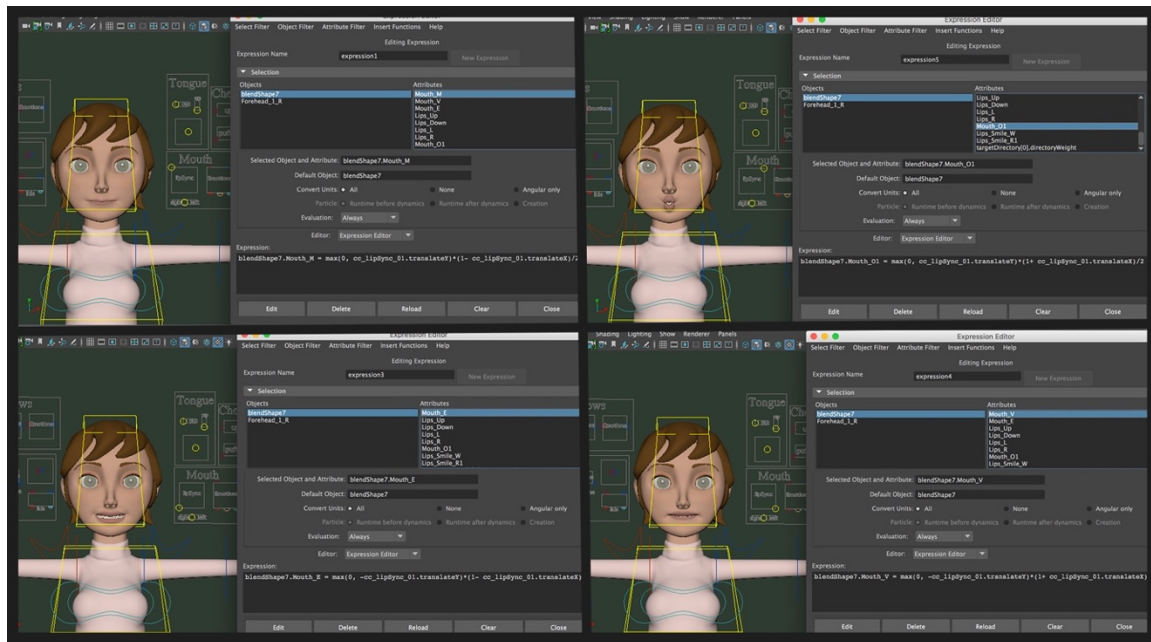 Expression Editor
Select Filter Object Filter Attribute Filter Insert Functions Help
Editing Expression
Expression Name expression1 New Expression
Selection
Objects Attributes
blendShape7 Mouth_M
Forehead_1_R Mouth_V
Mouth_E
Lips_Up
Lips_Down
Lips_L
Lips_R
Mouth_O1
Selected Object and Attribute: blendShape7.Mouth_M
Default Object: blendShape7
Convert Units: All None Angular only
Particle: Runtime before dynamics Runtime after dynamics Creation
Evaluation: Always
Editor: Expression Editor
Expression:
blendShape7.Mouth_M = max(0, cc_lipSync_01.translateY)*(1- cc_lipSync_01.translateX)/2
Edit Delete Reload Clear Close
Tongue
Mouth
View Shading Lighting Show Renderer Panels
Expression Editor
Select Filter Object Filter Attribute Filter Insert Functions Help
Editing Expression
Expression Name expression5 New Expression
Selection
Objects Attributes
blendShape7 Lips_Up
Forehead_1_R Lips_Down
Lips_L
Lips_R
Mouth_O1
Lips_Smile_W
Lips_Smile_R1
targetDirectory[0].directoryWeight
Selected Object and Attribute: blendShape7.Mouth_O1
Default Object: blendShape7
Convert Units: All None Angular only
Particle: Runtime before dynamics Runtime after dynamics Creation
Evaluation: Always
Editor: Expression Editor
Expression:
blendShape7.Mouth_O1 = max(0, cc_lipSync_01.translateY)*(1+ cc_lipSync_01.translateX)/2
Edit Delete Reload Clear Close
Tongue
Mouth
Expression Editor
Select Filter Object Filter Attribute Filter Insert Functions Help
Editing Expression
Expression Name expression3 New Expression
Selection
Objects Attributes
blendShape7 Mouth_E
Forehead_1_R Lips_Up
Lips_Down
Lips_L
Lips_R
Mouth_O1
Lips_Smile_W
Lips_Smile_R1
Selected Object and Attribute: blendShape7.Mouth_E
Default Object: blendShape7
Convert Units: All None Angular only
Particle: Runtime before dynamics Runtime after dynamics Creation
Evaluation: Always
Editor: Expression Editor
Expression:
blendShape7.Mouth_E = max(0, -cc_lipSync_01.translateY)*(1- cc_lipSync_01.translateX)
Edit Delete Reload Clear Close
Tongue
Mouth
Shading Lighting Show Renderer Panels
Expression Editor
Select Filter Object Filter Attribute Filter Insert Functions Help
Editing Expression
Expression Name expression4 New Expression
Selection
Objects Attributes
blendShape7 Mouth_V
Forehead_1_R Mouth_E
Lips_Up
Lips_Down
Lips_L
Lips_R
Mouth_O1
Lips_Smile_W
Selected Object and Attribute: blendShape7.Mouth_V
Default Object: blendShape7
Convert Units: All None Angular only
Particle: Runtime before dynamics Runtime after dynamics Creation
Evaluation: Always
Editor: Expression Editor
Expression:
blendShape7.Mouth_V = max(0, -cc_lipSync_01.translateY)*(1+ cc_lipSync_01.translateX)
Edit Delete Reload Clear Close
Tongue
Mouth